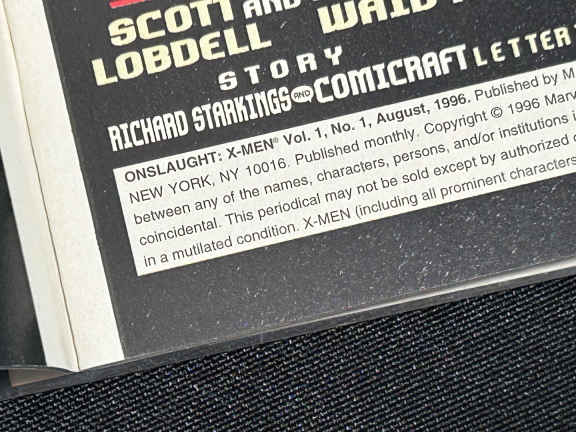 SCOTT AND
LOBDELL WAID
STORY
RICHARD STARKINGS AND COMICRAFT LETTER
ONSLAUGHT: X-MEN® Vol. 1, No. 1, August, 1996. Published by M
NEW YORK, NY 10016. Published monthly. Copyright © 1996 Marv
between any of the names, characters, persons, and/or institutions i
coincidental. This periodical may not be sold except by authorized
in a mutilated condition. X-MEN (including all prominent characters